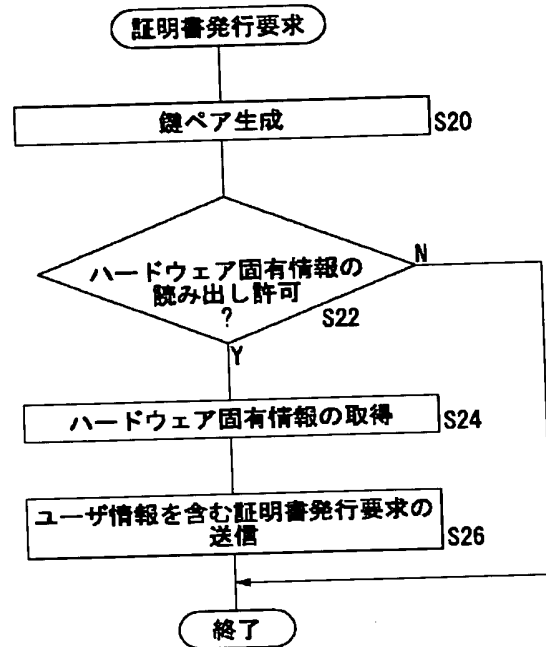 証明書発行要求
鍵ペア生成
S20
ハードウェア固有情報の
読み出し許可
?
S22
N
Y
ハードウェア固有情報の取得
S24
ユーザ情報を含む証明書発行要求の
送信
S26
終了